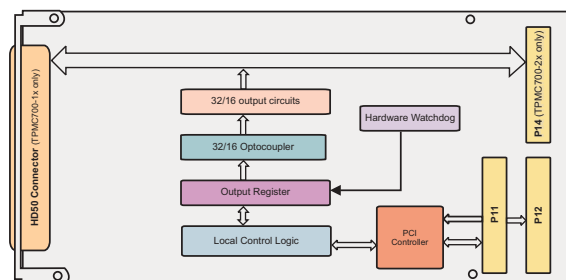 HD50 Connector (TPMC700-1x only)
P14 (TPMC700-2x only)
32/16 output circuits
Hardware Watchdog
32/16 Optocoupler
Output Register
Local Control Logic
PCI
Controller
P11
P12